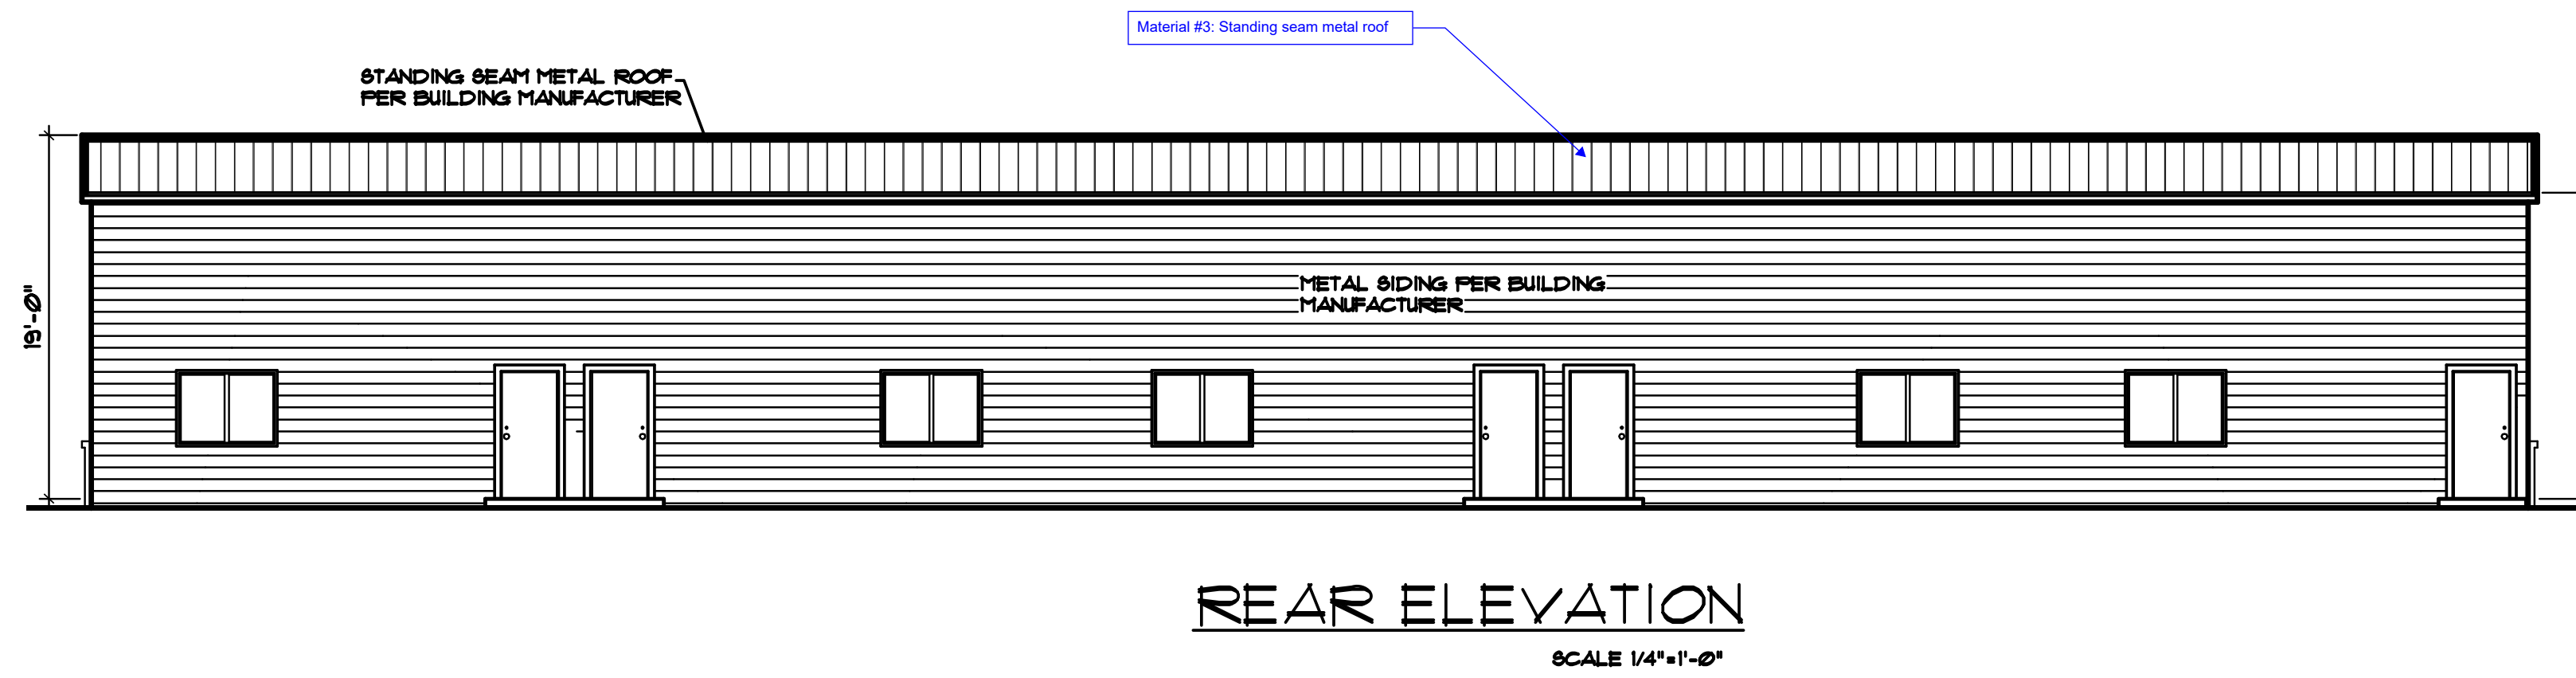 Material #3: Standing seam metal roof
STANDING SEAM METAL ROOF
PER BUILDING MANUFACTURER
19'-0"
METAL SIDING PER BUILDING
MANUFACTURER
REAR ELEVATION
SCALE 1/4"=1'-0"